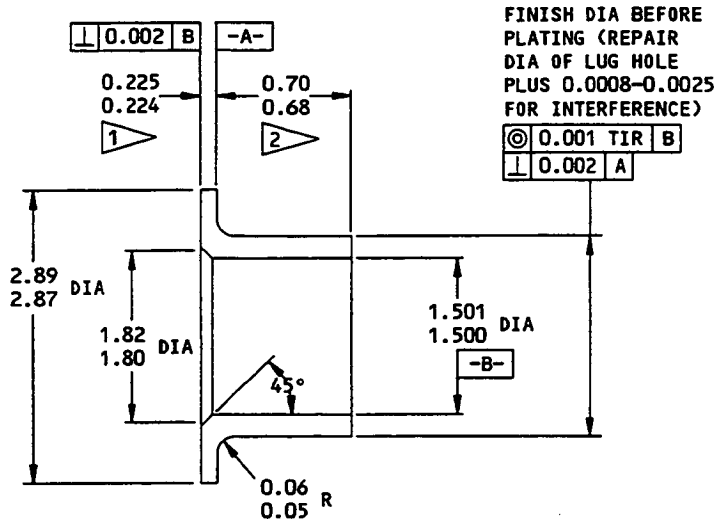 FINISH DIA BEFORE
PLATING (REPAIR
DIA OF LUG HOLE
PLUS 0.0008-0.0025
FOR INTERFERENCE)
◎ 0.001 TIR B
⊥ 0.002 A
⊥ 0.002 B
-A-
0.225
0.224
1
0.70
0.68
2
2.89
2.87 DIA
1.82
1.80 DIA
45°
1.501
1.500 DIA
-B-
0.06
0.05 R